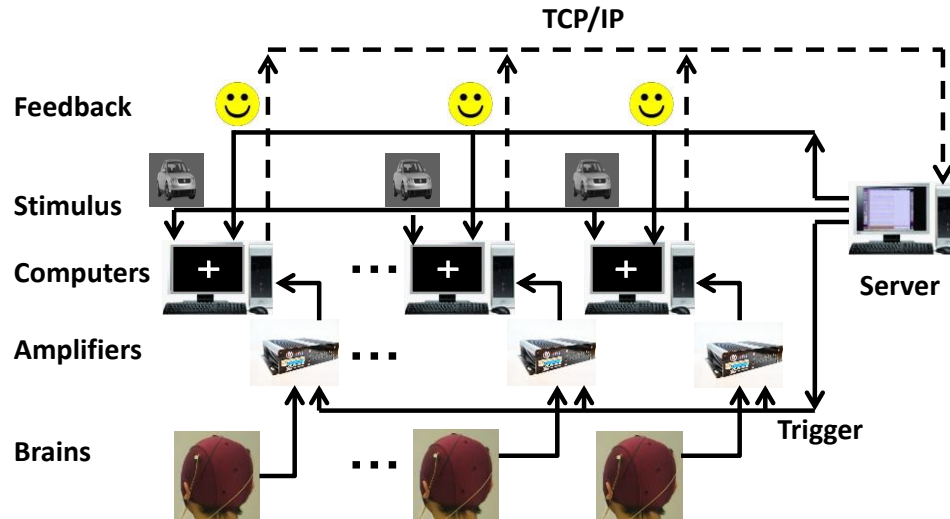 TCP/IP
Feedback
Stimulus
Computers
Server
Amplifiers
Trigger
Brains